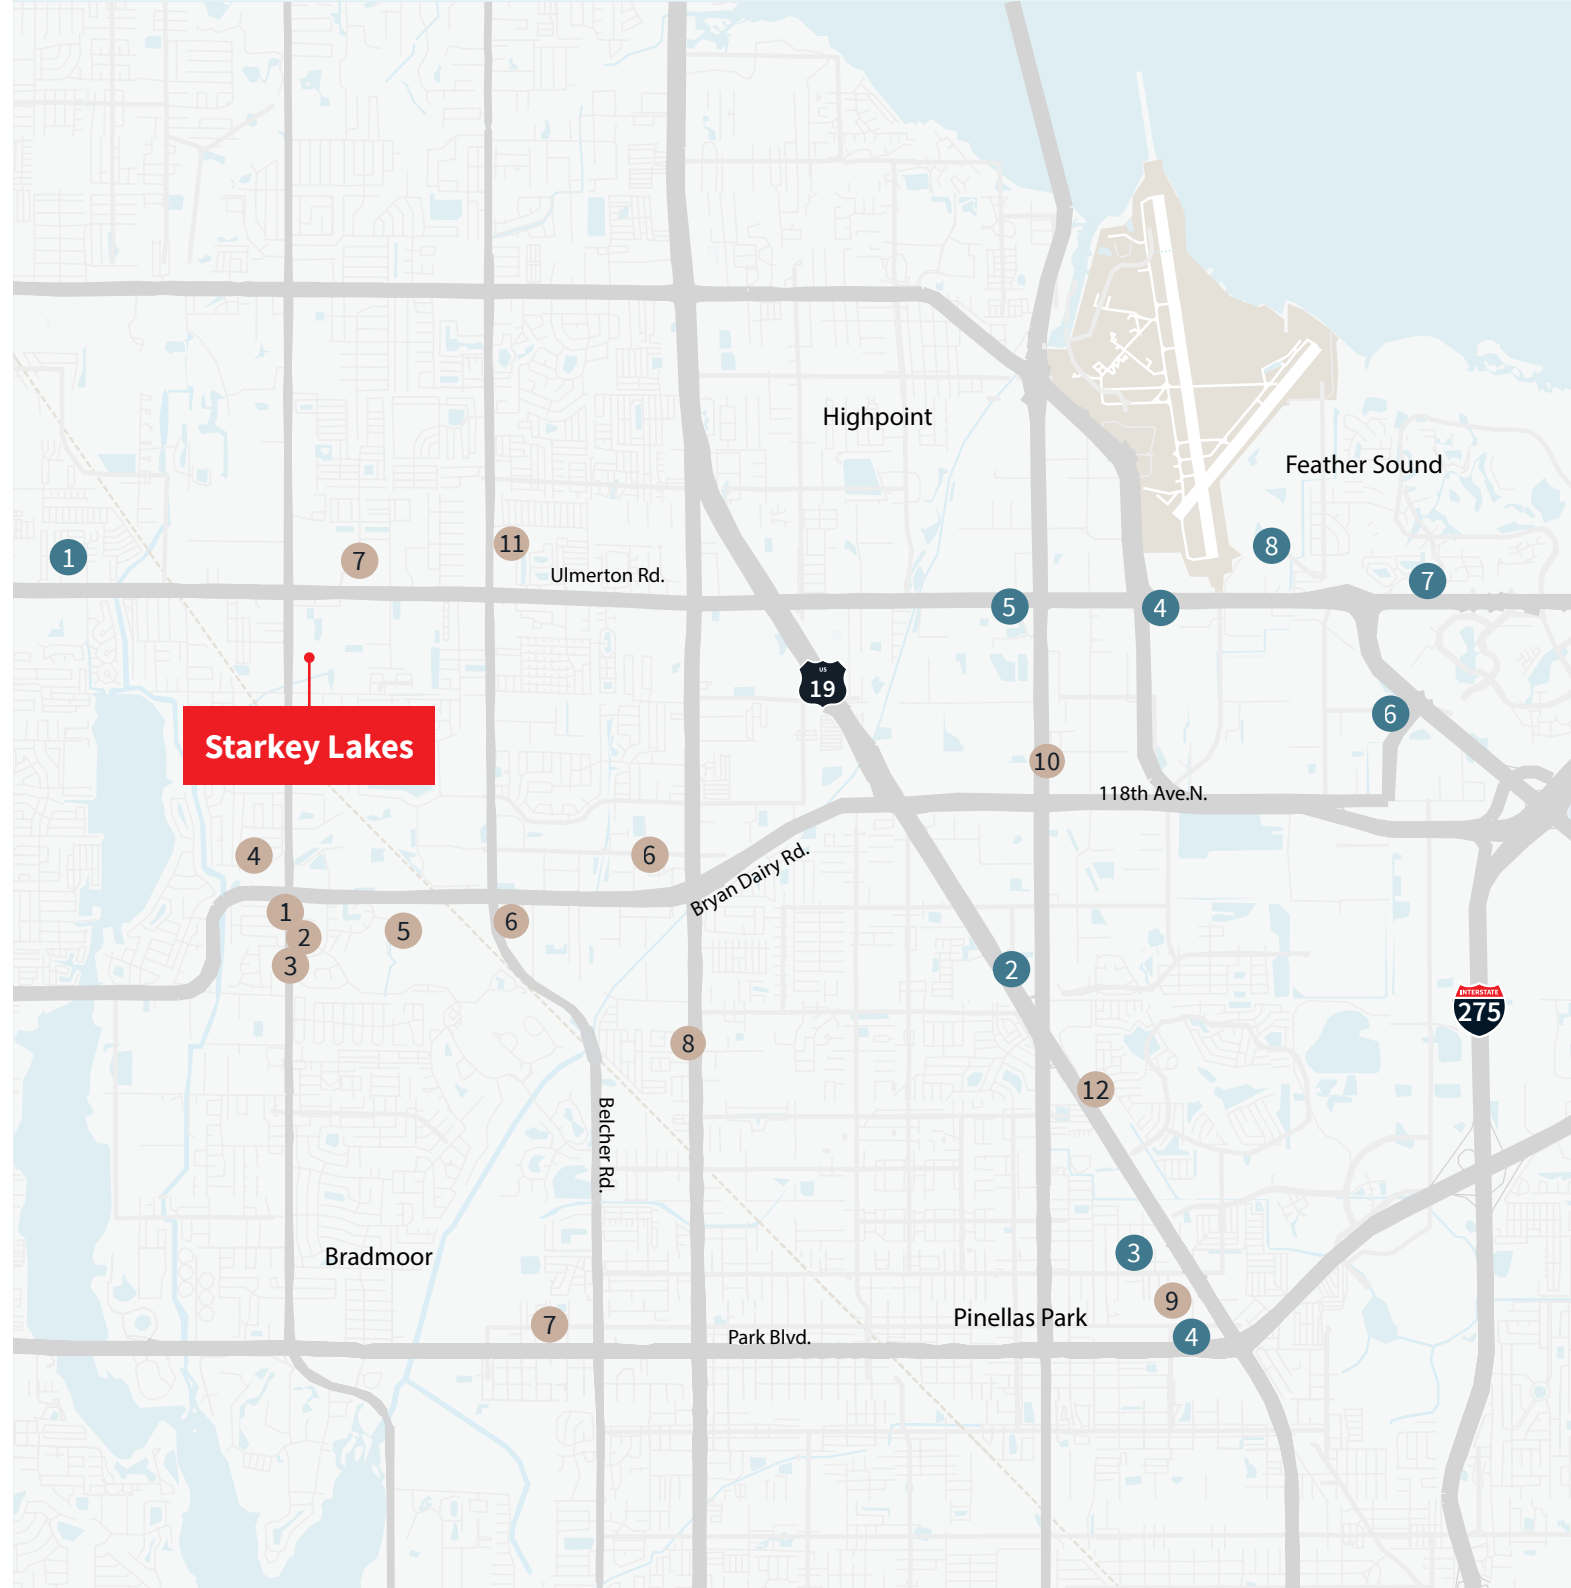 Highpoint
Feather Sound
11
8
1
7
Ulmerton Rd.
7
5
4
US
19
6
Starkey Lakes
10
118th Ave.N.
4
6
Bryan Dairy Rd.
1
6
5
2
3
2
INTERSTATE
275
8
12
Belcher Rd.
Bradmoor
3
9
Pinellas Park
7
Park Blvd.
4